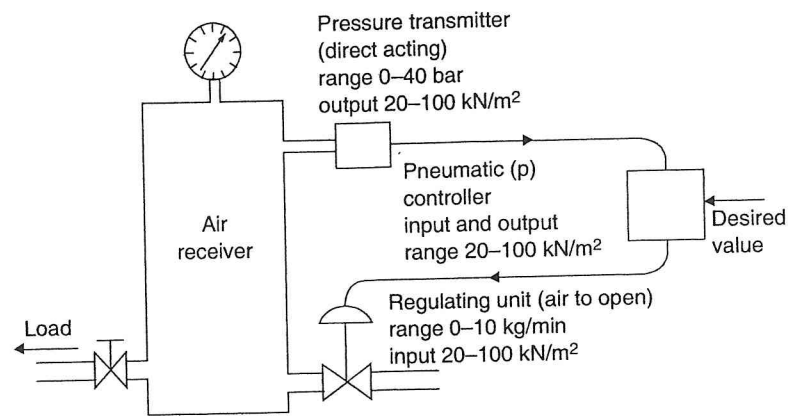 Pressure transmitter
(direct acting)
range 0–40 bar
output 20–100 kN/m²
Pneumatic (p)
controller
input and output
range 20–100 kN/m²
Desired
value
Air
receiver
Regulating unit (air to open)
range 0–10 kg/min
input 20–100 kN/m²
Load